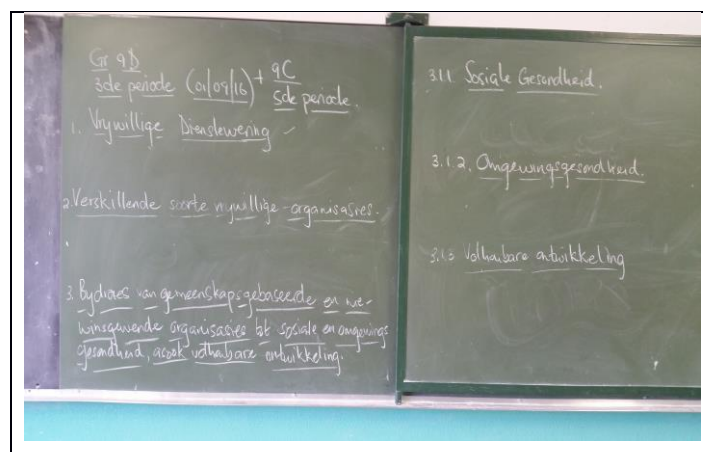 Gr 9D
3de periode (01/09/16) + 9C
5de periode.
1. Vrywillige Dienslewering
2. Verskillende soorte vrywillige-organisasies.
3. Bydraes van gemeenskapsgebaseerde en nie-
winsgewende organisasies tot sosiale en omgewings
gesondheid, asook volhoubare ontwikkeling.
3.1.1. Sosiale Gesondheid.
3.1.2. Omgewingsgesondheid.
3.1.3 Volhoubare ontwikkeling